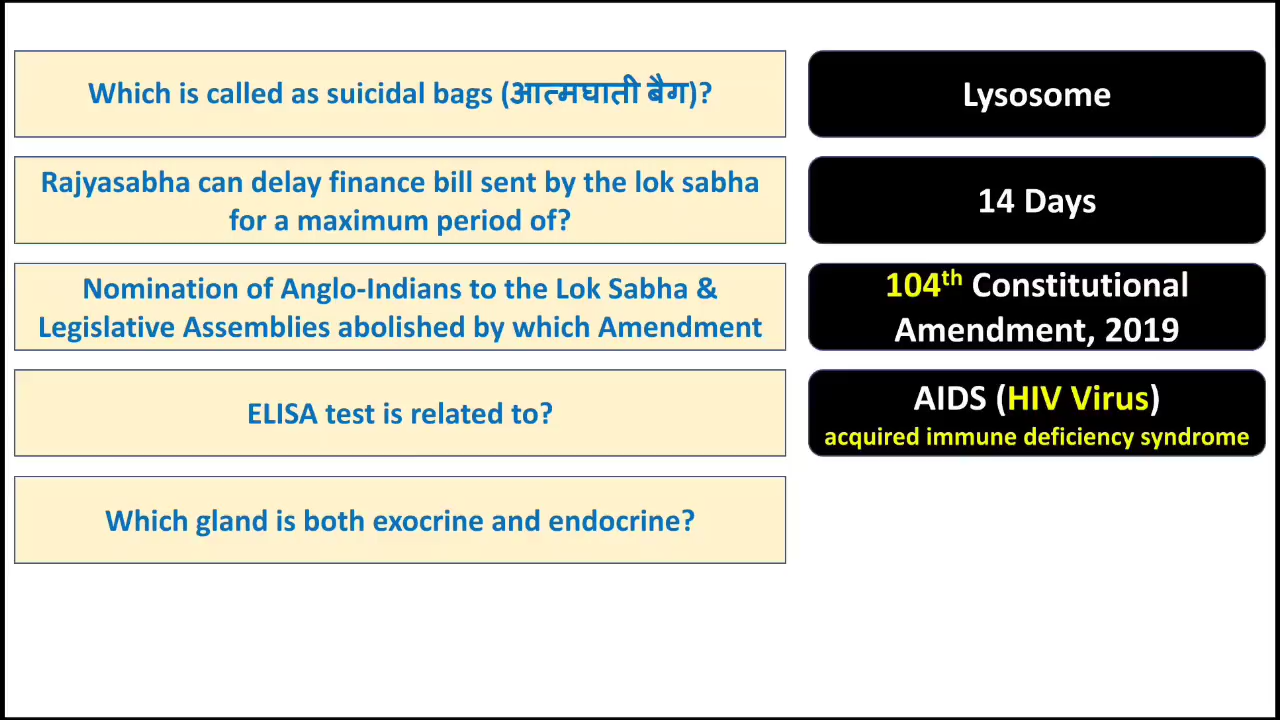 Which is called as suicidal bags (आत्मघाती बैग)?
Lysosome
Rajyasabha can delay finance bill sent by the lok sabha
for a maximum period of?
14 Days
Nomination of Anglo-Indians to the Lok Sabha &
Legislative Assemblies abolished by which Amendment
104th Constitutional
Amendment, 2019
ELISA test is related to?
AIDS (HIV Virus)
acquired immune deficiency syndrome
Which gland is both exocrine and endocrine?